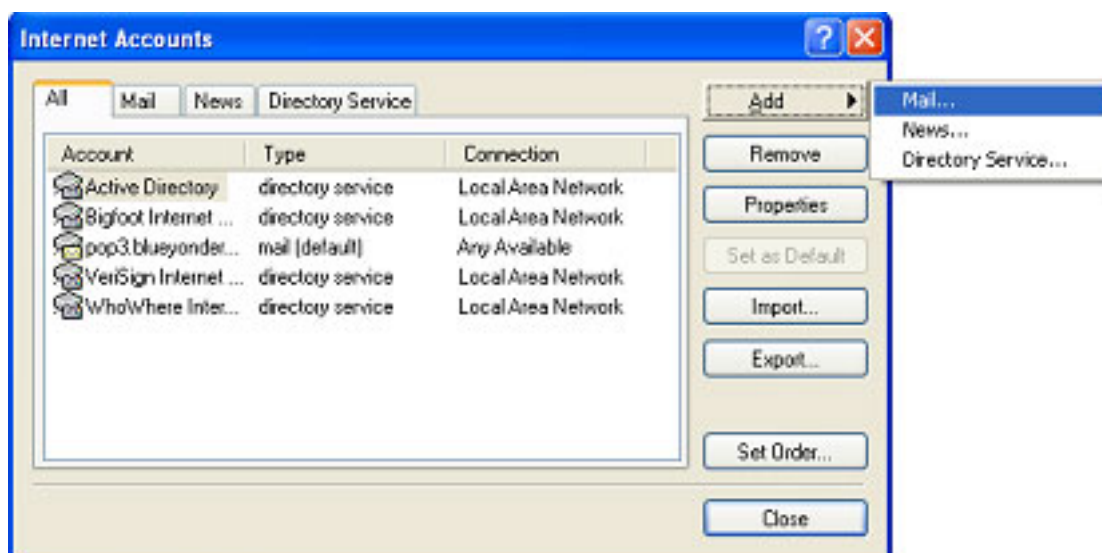 Internet Accounts
All Mail News Directory Service
Account Type Connection
Active Directory directory service Local Area Network
Bigfoot Internet ... directory service Local Area Network
pop3.blueyonder... mail (default) Any Available
VeriSign Internet ... directory service Local Area Network
WhoWhere Inter... directory service Local Area Network
Add
Remove
Properties
Set as Default
Import...
Export...
Set Order...
Close
Mail...
News...
Directory Service...